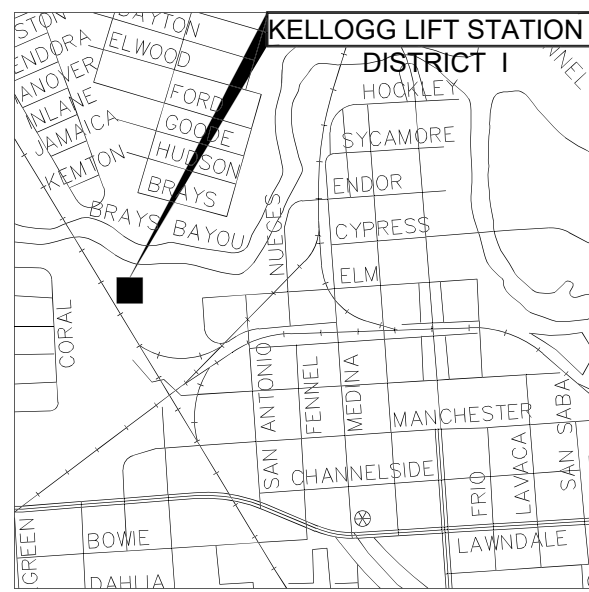 KELLOGG LIFT STATION
DISTRICT I
DAYTON
ELWOOD
FORD
GOODE
HUDSON
BRAYS
ENDORA
INLANE
JAMAICA
KEMTON
BRAYS BAYOU
HOCKLEY
SYCAMORE
ENDOR
CYPRESS
ELM
NUECES
CORAL
SAN ANTONIO
FENNEL
MEDINA
MANCHESTER
CHANNELSIDE
FRIO
LAVACA
SAN SABA
LAWNDALE
BOWIE
DAHLIA
GREEN